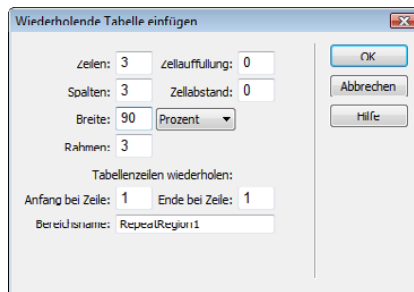 Wiederholende Tabelle einfügen
Zeilen: 3 Zellauffüllung: 0
Spalten: 3 Zellabstand: 0
Breite: 90 Prozent
Rahmen: 3
Tabellenzeilen wiederholen:
Anfang bei Zeile: 1 Ende bei Zeile: 1
Bereichsname: RepeatRegion1
OK
Abbrechen
Hilfe